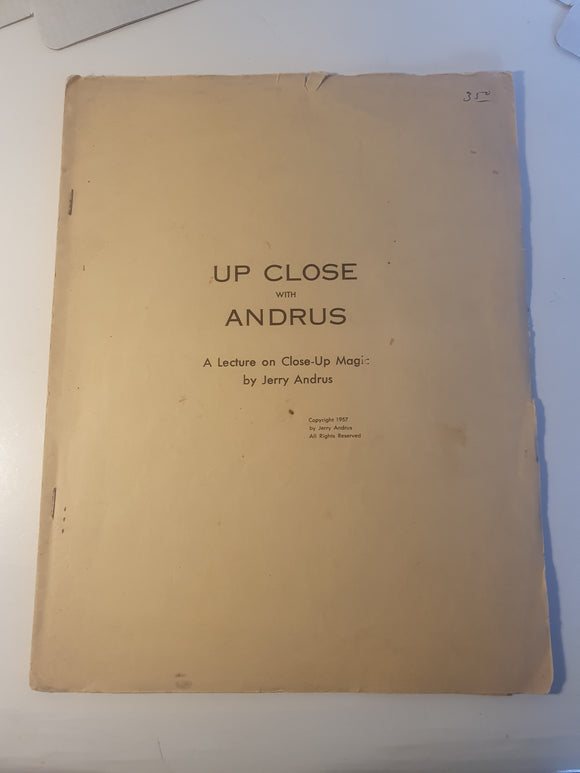 35⁰
UP CLOSE
WITH
ANDRUS
A Lecture on Close-Up Magic
by Jerry Andrus
Copyright 1957
by Jerry Andrus
All Rights Reserved